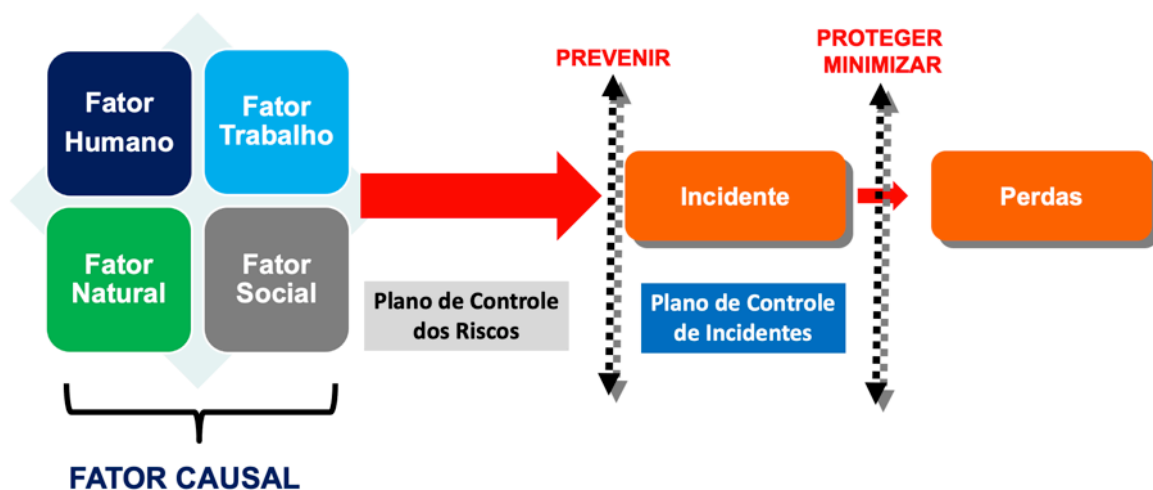 Fator
Humano
Fator
Trabalho
Fator
Natural
Fator
Social
FATOR CAUSAL
Plano de Controle
dos Riscos
PREVENIR
Incidente
Plano de Controle
de Incidentes
PROTEGER
MINIMIZAR
Perdas